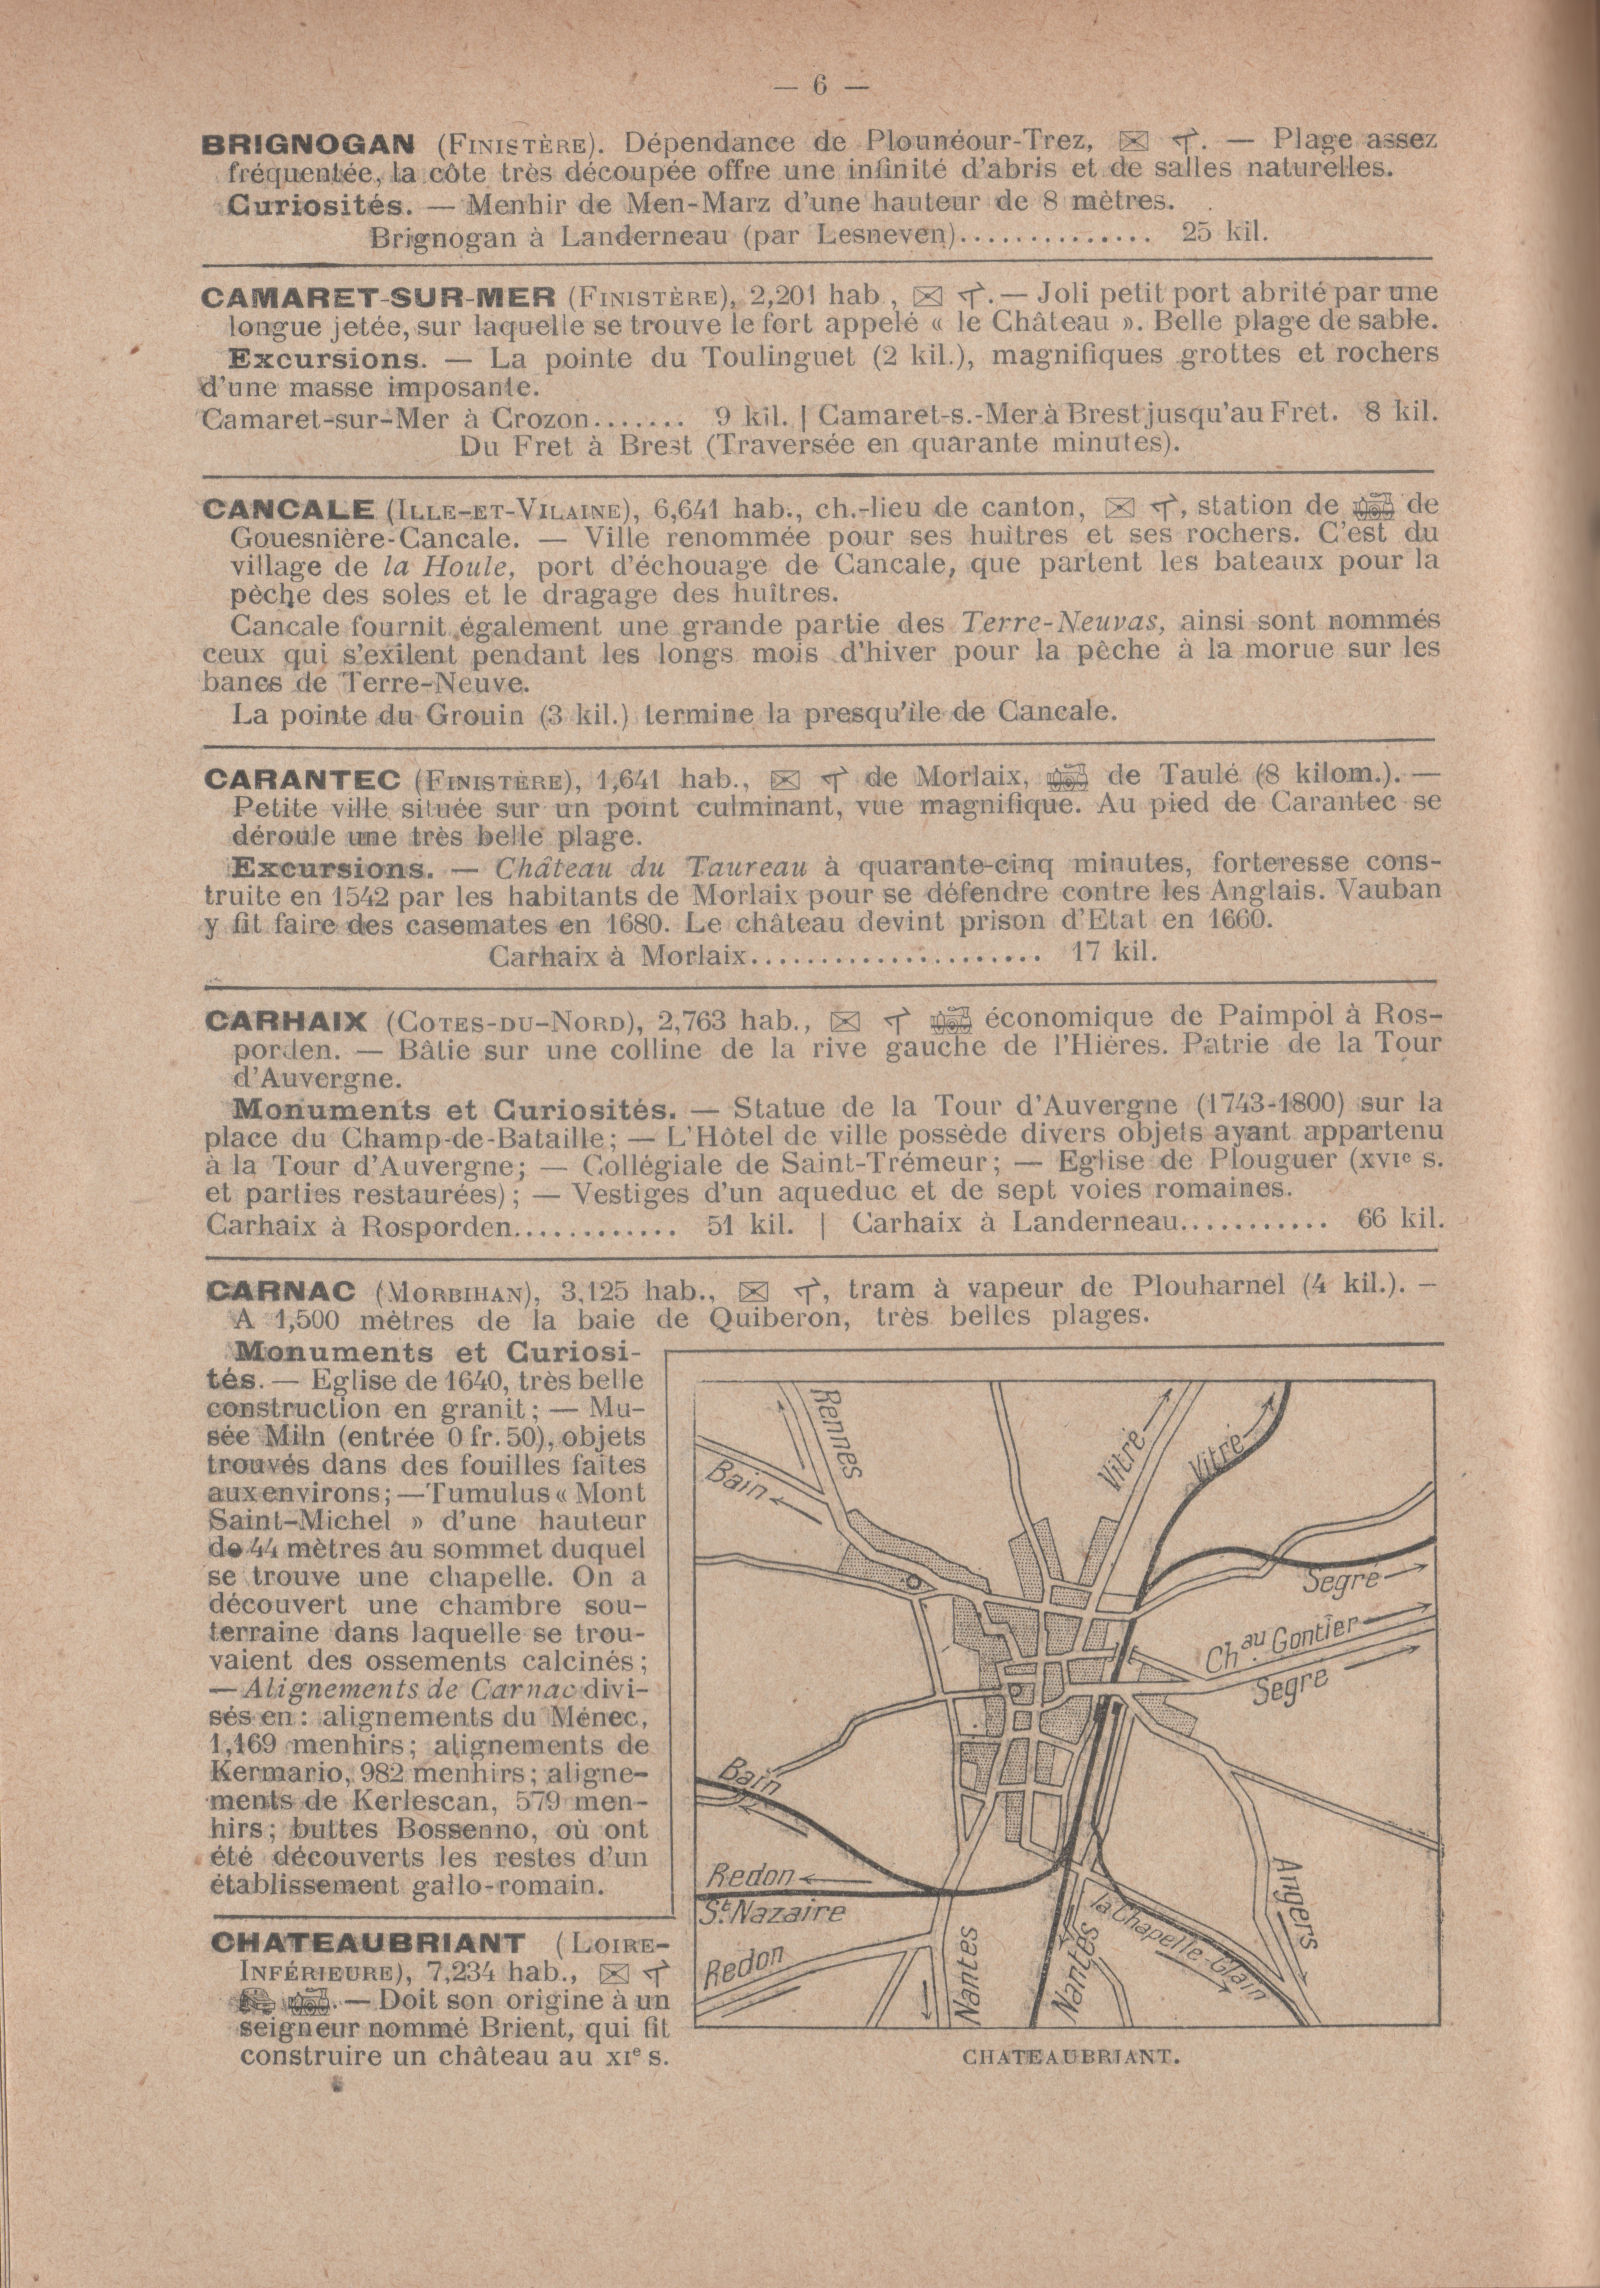 — 6 —
BRIGNOGAN (FINISTÈRE). Dépendance de Plounéour-Trez, . — Plage assez
fréquentée, la côte très découpée offre une infinité d'abris et de salles naturelles.
Curiosités. — Menhir de Men-Marz d'une hauteur de 8 mètres.
Brignogan à Landerneau (par Lesneven).............. 25 kil.
CAMARET-SUR-MER (FINISTÈRE), 2,201 hab, . — Joli petit port abrité par une
longue jetée, sur laquelle se trouve le fort appelé « le Château ». Belle plage de sable.
Excursions. — La pointe du Toulinguet (2 kil.), magnifiques grottes et rochers
d'une masse imposante.
Camaret-sur-Mer à Crozon....... 9 kil. | Camaret-s.-Mer à Brest jusqu'au Fret. 8 kil.
Du Fret à Brest (Traversée en quarante minutes).
CANCALE (ILLE-ET-VILAINE), 6,641 hab., ch.-lieu de canton, , station de de
Gouesnière-Cancale. — Ville renommée pour ses huîtres et ses rochers. C'est du
village de la Houle, port d'échouage de Cancale, que partent les bateaux pour la
pêche des soles et le dragage des huîtres.
Cancale fournit également une grande partie des Terre-Neuvas, ainsi sont nommés
ceux qui s'exilent pendant les longs mois d'hiver pour la pêche à la morue sur les
bancs de Terre-Neuve.
La pointe du Grouin (3 kil.) termine la presqu'ile de Cancale.
CARANTEC (FINISTÈRE), 1,641 hab., de Morlaix, de Taulé (8 kilom.). —
Petite ville située sur un point culminant, vue magnifique. Au pied de Carantec se
déroule une très belle plage.
Excursions. — Château du Taureau à quarante-cinq minutes, forteresse cons-
truite en 1542 par les habitants de Morlaix pour se défendre contre les Anglais. Vauban
y fit faire des casemates en 1680. Le château devint prison d'Etat en 1660.
Carhaix à Morlaix..................... 17 kil.
CARHAIX (COTES-DU-NORD), 2,763 hab., économique de Paimpol à Ros-
porden. — Bâtie sur une colline de la rive gauche de l'Hières. Patrie de la Tour
d'Auvergne.
Monuments et Curiosités. — Statue de la Tour d'Auvergne (1743-1800) sur la
place du Champ-de-Bataille; — L'Hôtel de ville possède divers objets ayant appartenu
à la Tour d'Auvergne; — Collégiale de Saint-Trémeur; — Eglise de Plouguer (XVIe s.
et parties restaurées); — Vestiges d'un aqueduc et de sept voies romaines.
Carhaix à Rosporden............ 51 kil. | Carhaix à Landerneau........... 66 kil.
CARNAC (MORBIHAN), 3,125 hab., , tram à vapeur de Plouharnel (4 kil.). —
A 1,500 mètres de la baie de Quiberon, très belles plages.
Monuments et Curiosi-
tés. — Eglise de 1640, très belle
construction en granit; — Mu-
sée Miln (entrée 0 fr. 50), objets
trouvés dans des fouilles faites
aux environs; — Tumulus « Mont
Saint-Michel » d'une hauteur
de 44 mètres au sommet duquel
se trouve une chapelle. On a
découvert une chambre sou-
terraine dans laquelle se trou-
vaient des ossements calcinés;
— Alignements de Carnac divi-
sés en : alignements du Ménec,
1,169 menhirs; alignements de
Kermario, 982 menhirs; aligne-
ments de Kerlescan, 579 men-
hirs; buttes Bossenno, où ont
été découverts les restes d'un
établissement gallo-romain.
CHATEAUBRIANT (LOIRE-
INFÉRIEURE), 7,234 hab.,
. — Doit son origine à un
seigneur nommé Brient, qui fit
construire un château au XIe s.
Rennes
Vitré
Vitré
Bain
Segré
Chau Gontier
Segré
Bain
Redon
St Nazaire
Redon
Nantes
Nantes
la Chapelle-Glain
Angers
CHATEAUBRIANT.